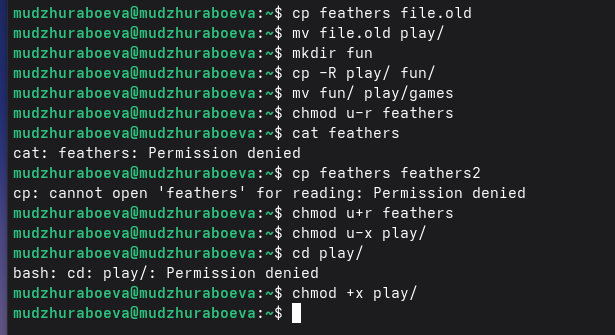 mudzhuraboeva@mudzhuraboeva:~$ cp feathers file.old
mudzhuraboeva@mudzhuraboeva:~$ mv file.old play/
mudzhuraboeva@mudzhuraboeva:~$ mkdir fun
mudzhuraboeva@mudzhuraboeva:~$ cp -R play/ fun/
mudzhuraboeva@mudzhuraboeva:~$ mv fun/ play/games
mudzhuraboeva@mudzhuraboeva:~$ chmod u-r feathers
mudzhuraboeva@mudzhuraboeva:~$ cat feathers
cat: feathers: Permission denied
mudzhuraboeva@mudzhuraboeva:~$ cp feathers feathers2
cp: cannot open 'feathers' for reading: Permission denied
mudzhuraboeva@mudzhuraboeva:~$ chmod u+r feathers
mudzhuraboeva@mudzhuraboeva:~$ chmod u-x play/
mudzhuraboeva@mudzhuraboeva:~$ cd play/
bash: cd: play/: Permission denied
mudzhuraboeva@mudzhuraboeva:~$ chmod +x play/
mudzhuraboeva@mudzhuraboeva:~$